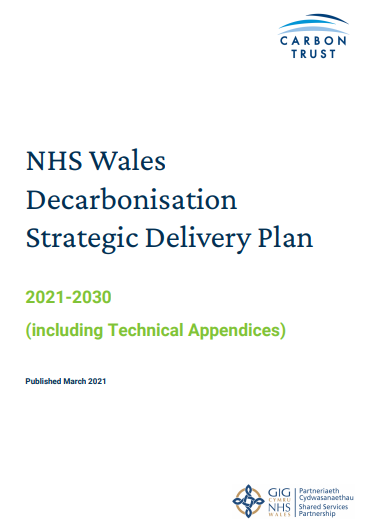 CARBON
TRUST
NHS Wales
Decarbonisation
Strategic Delivery Plan
2021-2030
(including Technical Appendices)
Published March 2021
GIG
CYMRU
NHS
WALES
Partneriaeth
Cydwasanaethau
Shared Services
Partnership